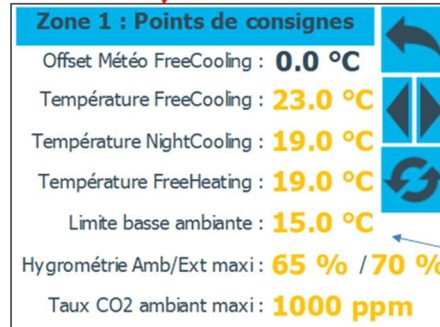 Zone 1 : Points de consignes
Offset Météo FreeCooling : 0.0 °C
Température FreeCooling : 23.0 °C
Température NightCooling : 19.0 °C
Température FreeHeating : 19.0 °C
Limite basse ambiante : 15.0 °C
Hygrométrie Amb/Ext maxi : 65 % / 70 %
Taux CO2 ambiant maxi : 1000 ppm